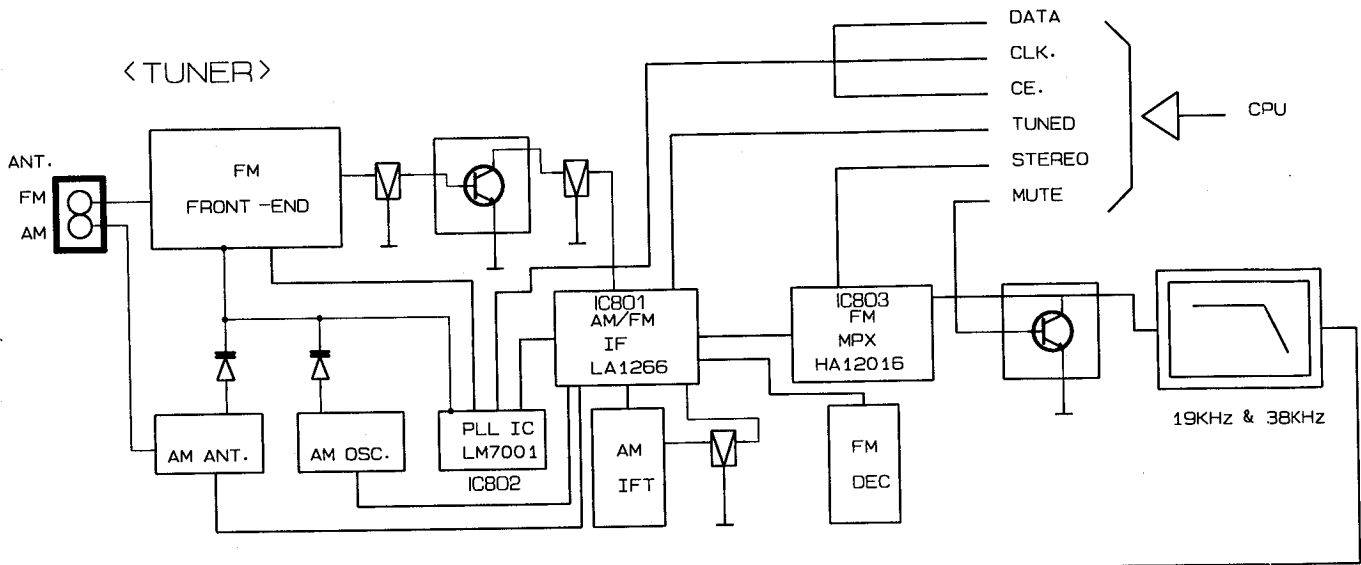 <TUNER>
DATA
CLK.
CE.
TUNED
STEREO
MUTE
CPU
ANT.
FM
AM
FM
FRONT-END
IC801
AM/FM
IF
LA1266
IC803
FM
MPX
HA12016
19KHz & 38KHz
AM ANT.
AM OSC.
PLL IC
LM7001
IC802
AM
IFT
FM
DEC